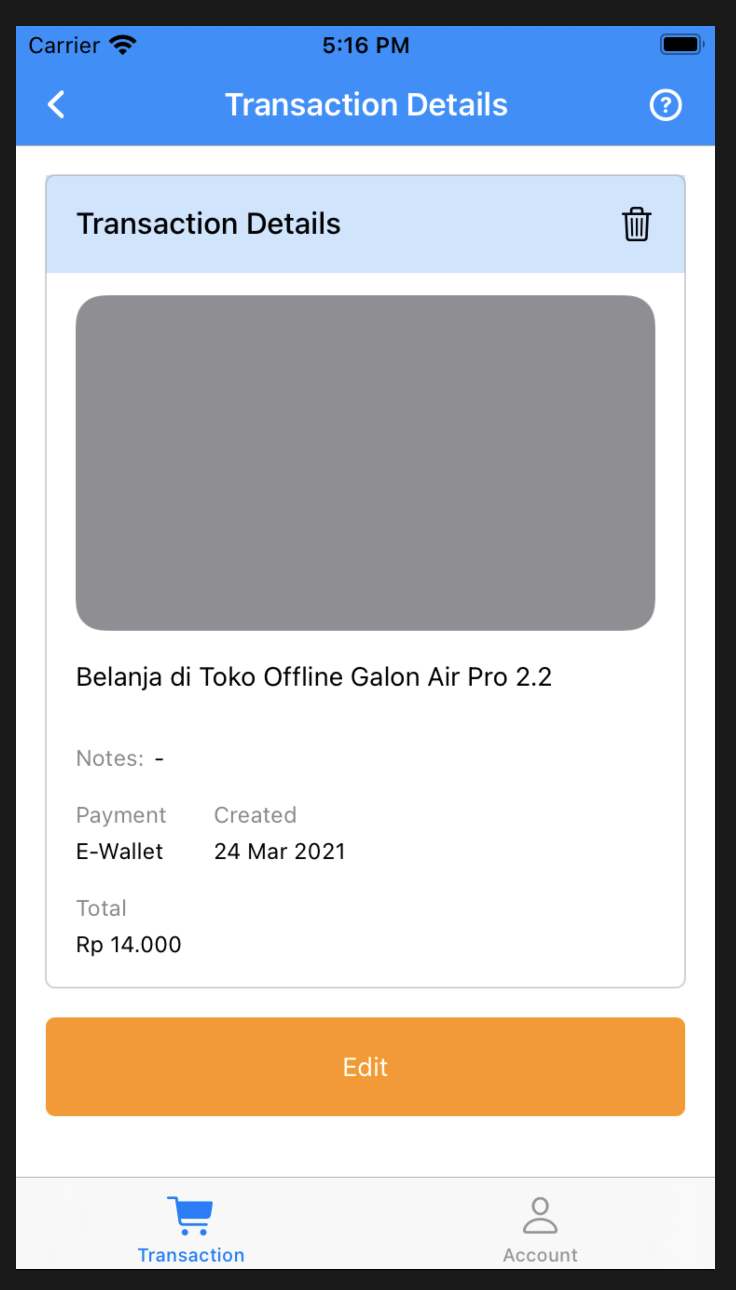 Carrier 5:16 PM
Transaction Details
Transaction Details
Belanja di Toko Offline Galon Air Pro 2.2
Notes: -
Payment Created
E-Wallet 24 Mar 2021
Total
Rp 14.000
Edit
Transaction Account